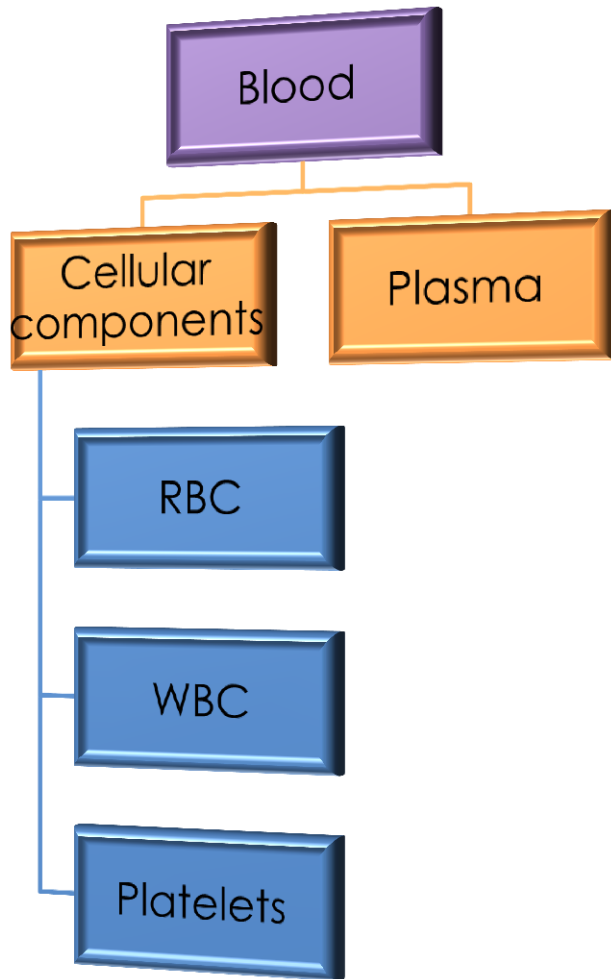 Blood
Cellular
components
Plasma
RBC
WBC
Platelets